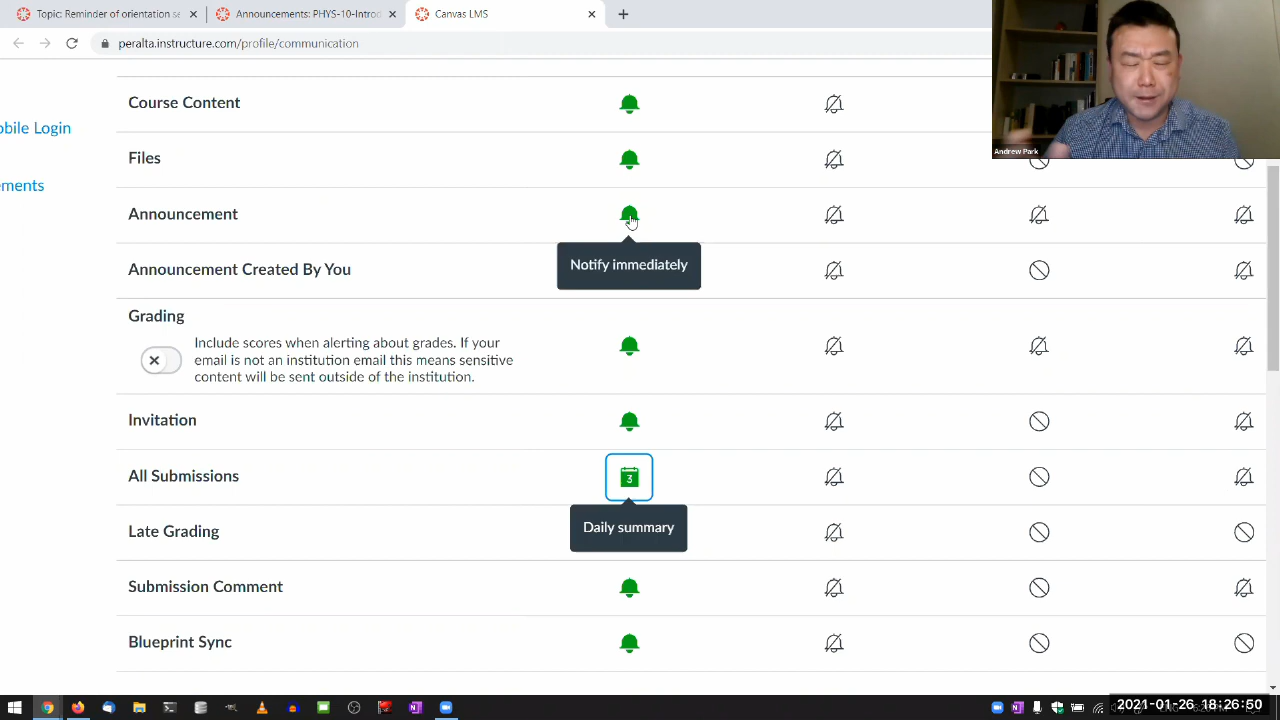 Topic: Reminder of orientation se
Announcements: PHYS-10-Introd
Canvas LMS
peralta.instructure.com/profile/communication
Andrew Park
obile Login
ements
Course Content
Files
Announcement
Notify immediately
Announcement Created By You
Grading
Include scores when alerting about grades. If your
email is not an institution email this means sensitive
content will be sent outside of the institution.
Invitation
All Submissions
3
Daily summary
Late Grading
Submission Comment
Blueprint Sync
2021-01-26 18:26:50